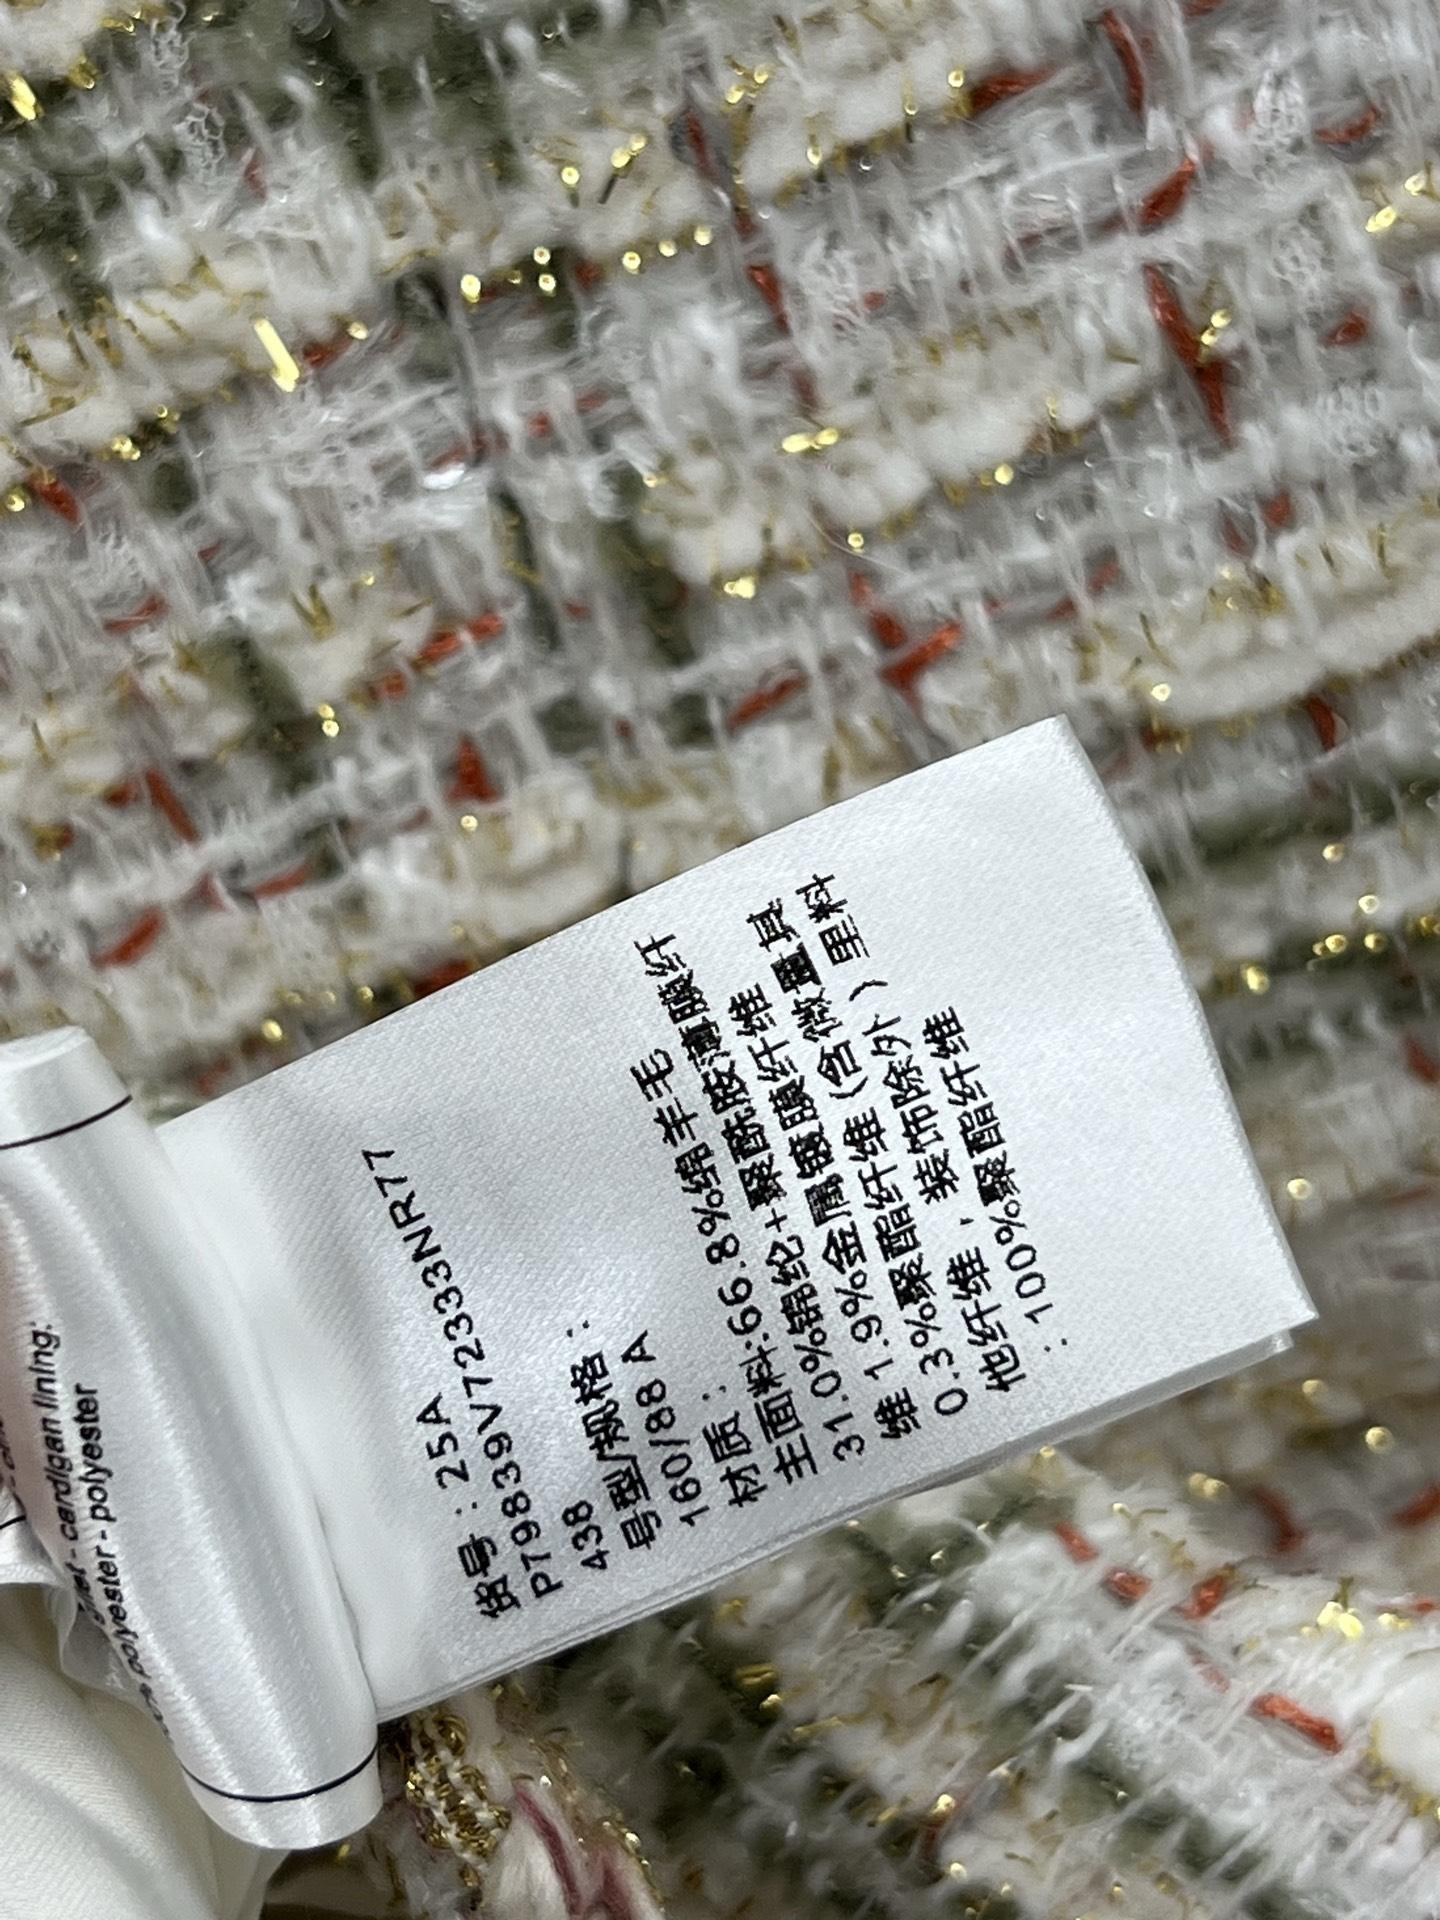 货号：25A
P79839V72333NR77
438
号型/规格：
160/88 A
材质：
主面料:66.8%绵羊毛
31.0%锦纶+聚酰胺薄膜纤
维 1.9%金属镀膜纤维
0.3%聚酯纤维（含微量其
他纤维，装饰除外）里料
：100%聚酯纤维
- cardigan lining:
polyester - polyester